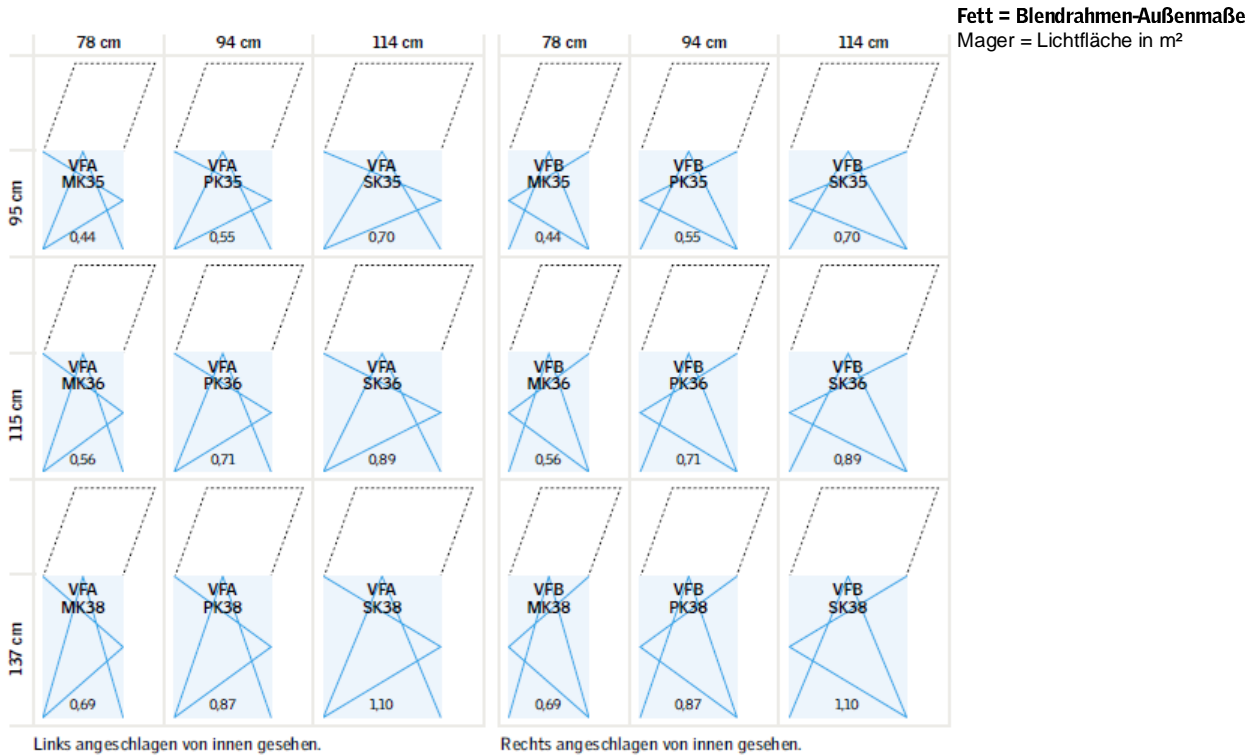 Fett = Blendrahmen-Außenmaße
Mager = Lichtfläche in m²
78 cm 94 cm 114 cm 78 cm 94 cm 114 cm
95 cm
VFA VFA VFA VFB VFB VFB
MK35 PK35 SK35 MK35 PK35 SK35
0,44 0,55 0,70 0,44 0,55 0,70
115 cm
VFA VFA VFA VFB VFB VFB
MK36 PK36 SK36 MK36 PK36 SK36
0,56 0,71 0,89 0,56 0,71 0,89
137 cm
VFA VFA VFA VFB VFB VFB
MK38 PK38 SK38 MK38 PK38 SK38
0,69 0,87 1,10 0,69 0,87 1,10
Links angeschlagen von innen gesehen. Rechts angeschlagen von innen gesehen.